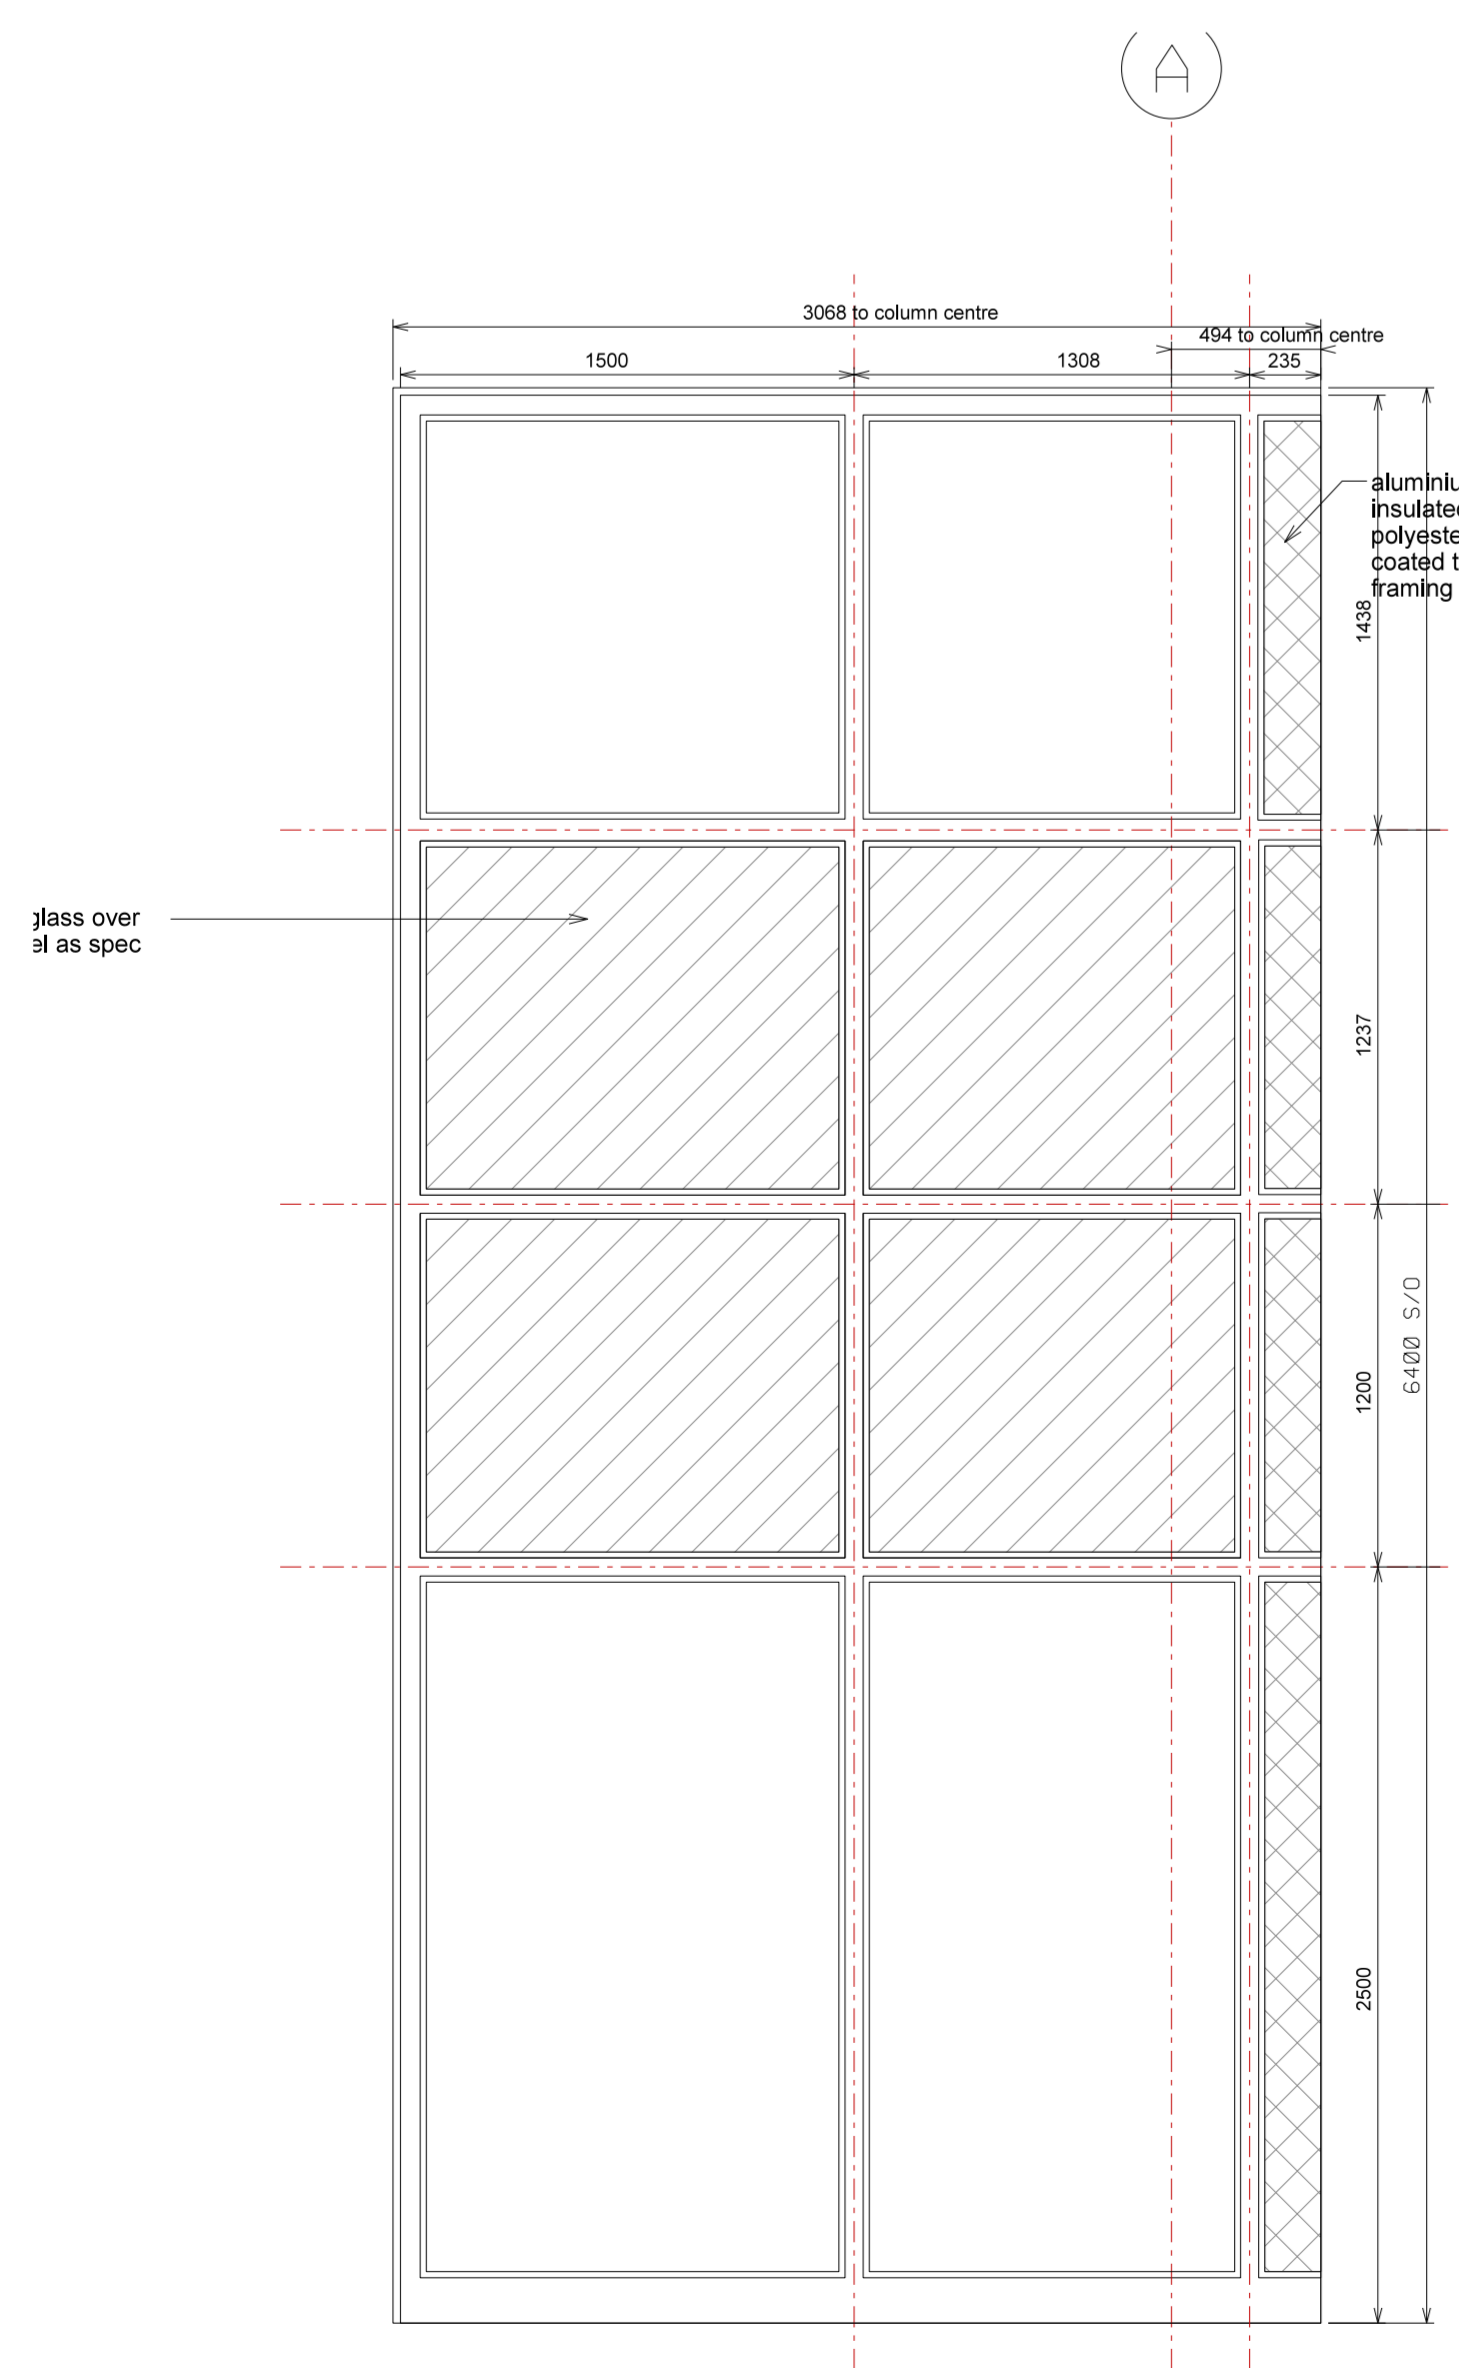 A
3068 to column centre
494 to column centre
1500
1308
235
aluminiu
insulated
polyeste
coated t
framing
1438
glass over
el as spec
1237
1200
6400 S/O
2500